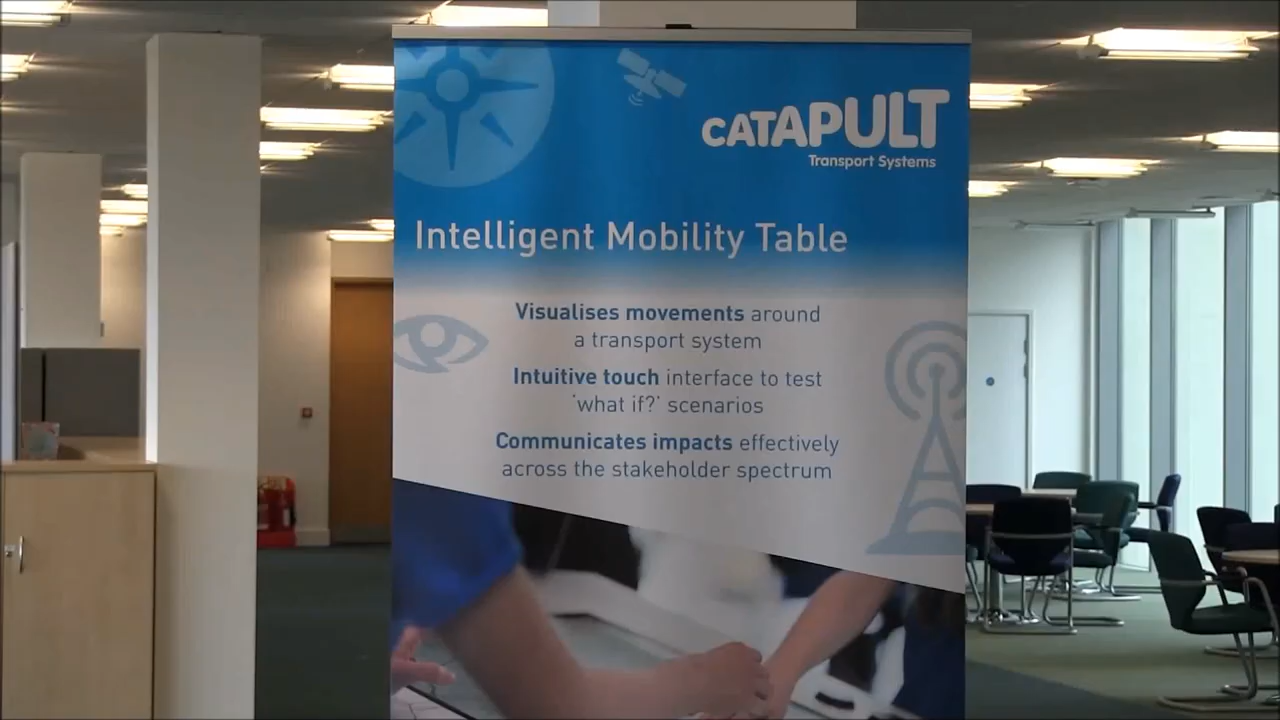 CATAPULT
Transport Systems
Intelligent Mobility Table
Visualises movements around
a transport system
Intuitive touch interface to test
'what if?' scenarios
Communicates impacts effectively
across the stakeholder spectrum